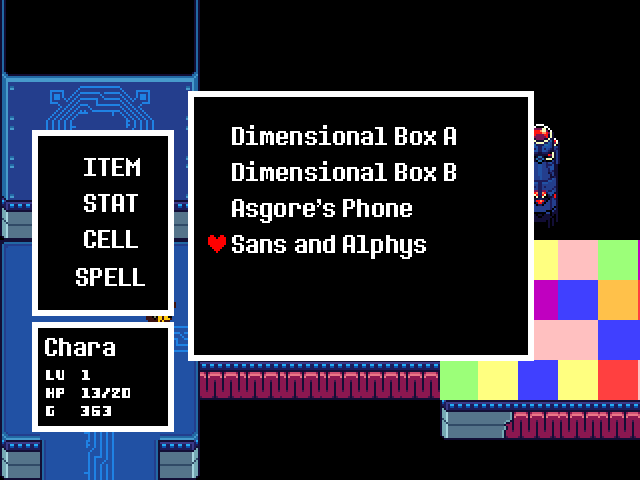 ITEM
STAT
CELL
SPELL
Chara
LV 1
HP 13/20
G 363
Dimensional Box A
Dimensional Box B
Asgore's Phone
Sans and Alphys